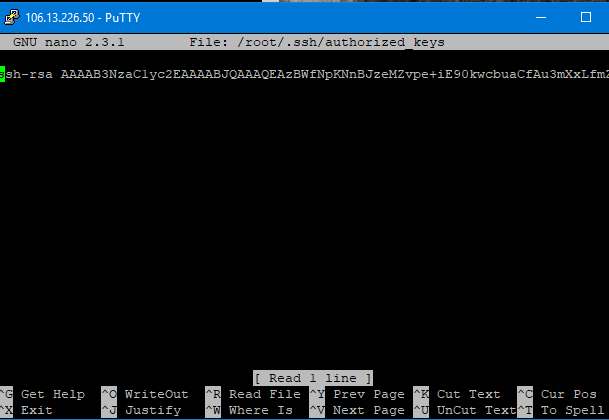 106.13.226.50 - PuTTY
GNU nano 2.3.1 File: /root/.ssh/authorized_keys
ssh-rsa AAAAB3NzaC1yc2EAAAABJQAAAQEAzBWfNpKNnBJzeMZvpe+iE90kwcbuaCfAu3mXxLfmZ
[ Read 1 line ]
^G Get Help ^O WriteOut ^R Read File ^Y Prev Page ^K Cut Text ^C Cur Pos
^X Exit ^J Justify ^W Where Is ^V Next Page ^U UnCut Text ^T To Spell